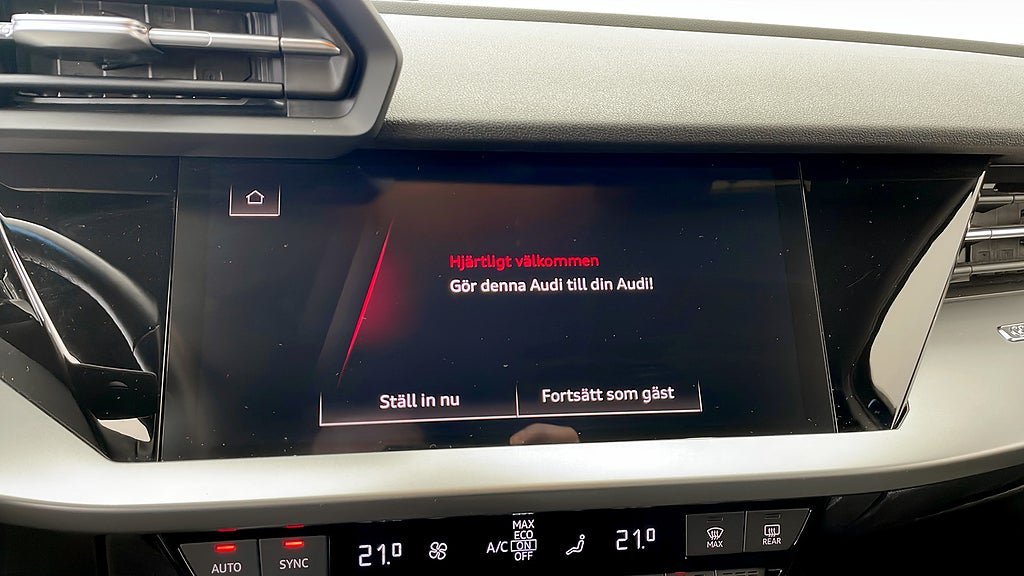 Hjärtligt välkommen
Gör denna Audi till din Audi!
Ställ in nu
Fortsätt som gäst
AUTO
SYNC
21.0
A/C
MAX
ECO
ON
OFF
21.0
MAX
REAR